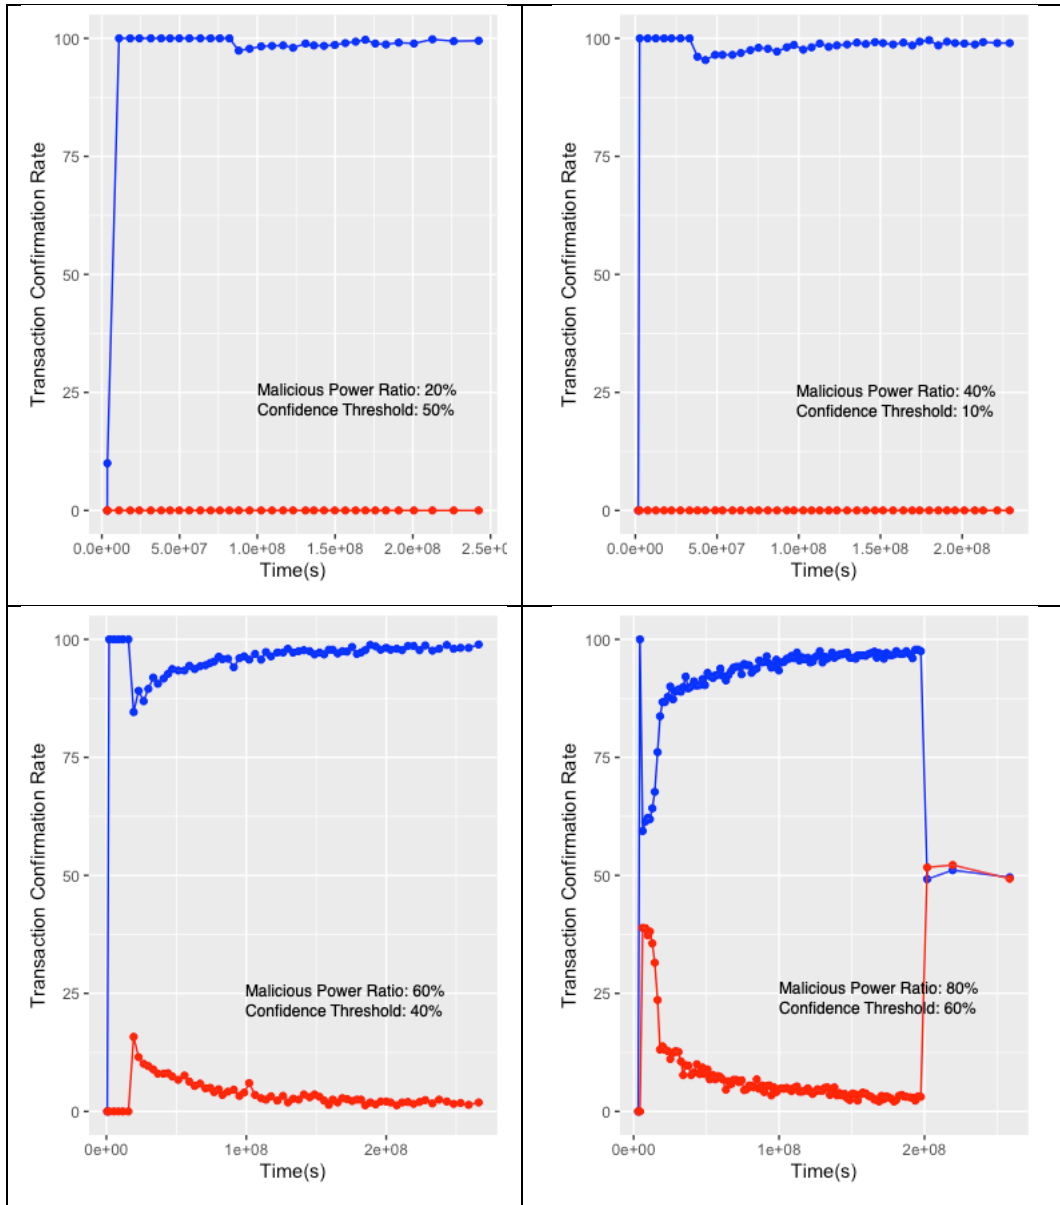 100
75
50
25
0
Transaction Confirmation Rate
Malicious Power Ratio: 20%
Confidence Threshold: 50%
0.0e+00 5.0e+07 1.0e+08 1.5e+08 2.0e+08 2.5e+
Time(s)
100
75
50
25
0
Transaction Confirmation Rate
Malicious Power Ratio: 40%
Confidence Threshold: 10%
0.0e+00 5.0e+07 1.0e+08 1.5e+08 2.0e+08
Time(s)
100
75
50
25
0
Transaction Confirmation Rate
Malicious Power Ratio: 60%
Confidence Threshold: 40%
0e+00 1e+08 2e+08
Time(s)
100
75
50
25
0
Transaction Confirmation Rate
Malicious Power Ratio: 80%
Confidence Threshold: 60%
0e+00 1e+08 2e+08
Time(s)